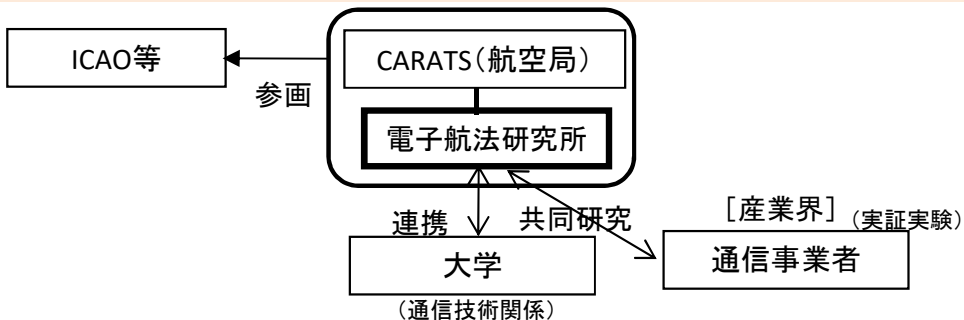 ICAO等
CARATS(航空局)
参画
電子航法研究所
連携
共同研究
[産業界]
(実証実験)
大学
通信事業者
(通信技術関係)